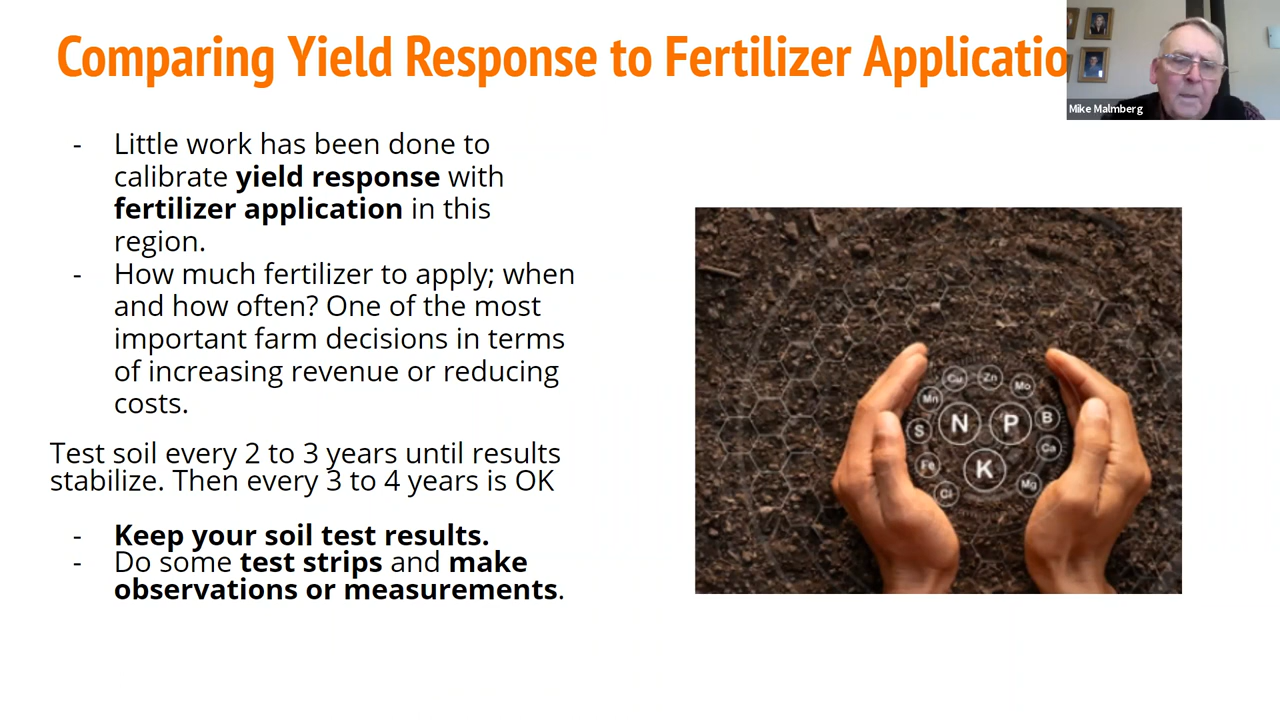 Comparing Yield Response to Fertilizer Applicatio
Mike Malmberg
- Little work has been done to
calibrate yield response with
fertilizer application in this
region.
- How much fertilizer to apply; when
and how often? One of the most
important farm decisions in terms
of increasing revenue or reducing
costs.
Test soil every 2 to 3 years until results
stabilize. Then every 3 to 4 years is OK
- Keep your soil test results.
- Do some test strips and make
observations or measurements.
Cu Zn Mo
Mn N P B
S Ca
Fe K Mg
Cl